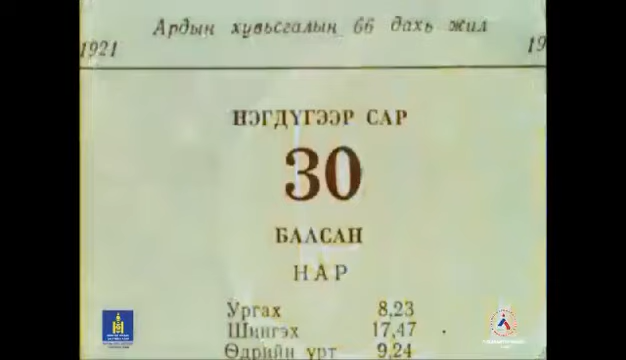 Ардын хувьсгалын 66 дахь жил
1921 19
НЭГДҮГЭЭР САР
30
БААСАН
НАР
Ургах 8,23
Шингэх 17,47
Өдрийн урт 9,24